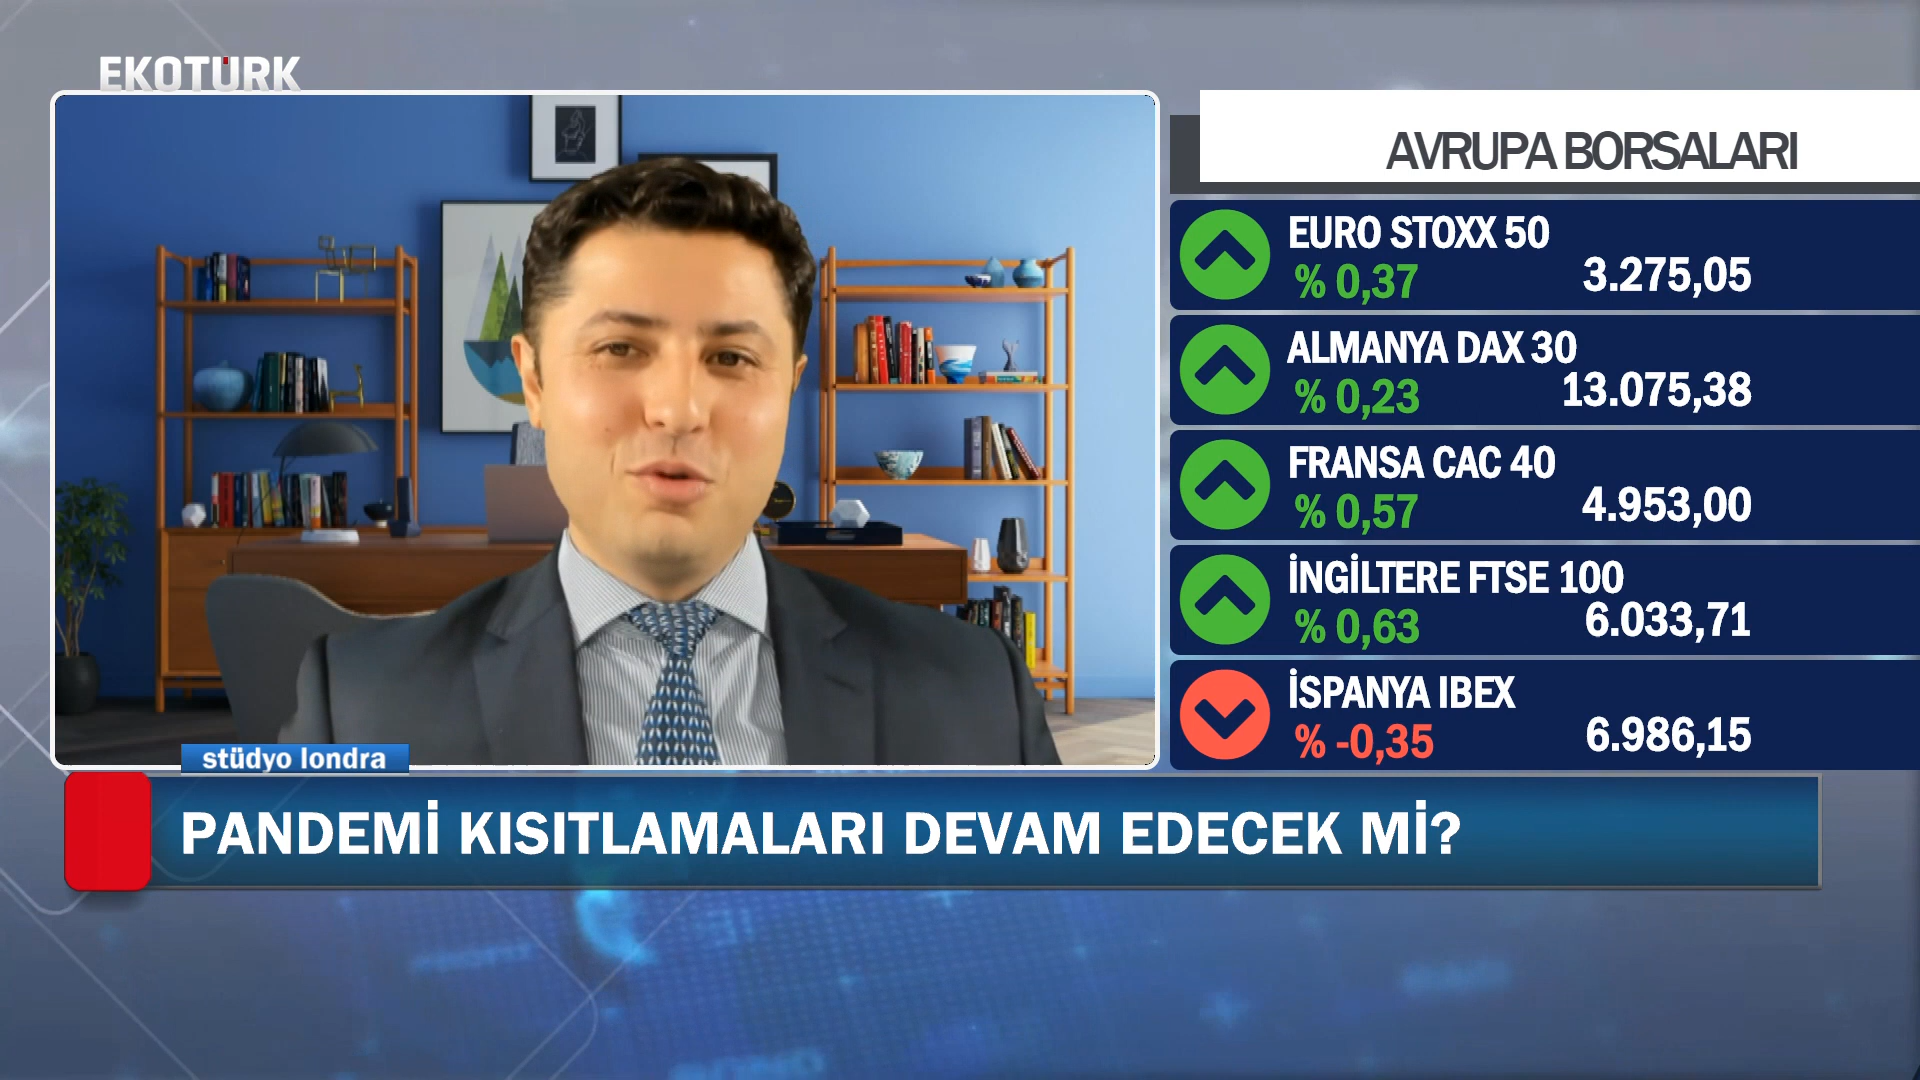 EKOTÜRK
AVRUPA BORSALARI
EURO STOXX 50
% 0,37
3.275,05
ALMANYA DAX 30
% 0,23
13.075,38
FRANSA CAC 40
% 0,57
4.953,00
İNGİLTERE FTSE 100
% 0,63
6.033,71
İSPANYA IBEX
% -0,35
6.986,15
stüdyo londra
PANDEMİ KISITLAMALARI DEVAM EDECEK Mİ?